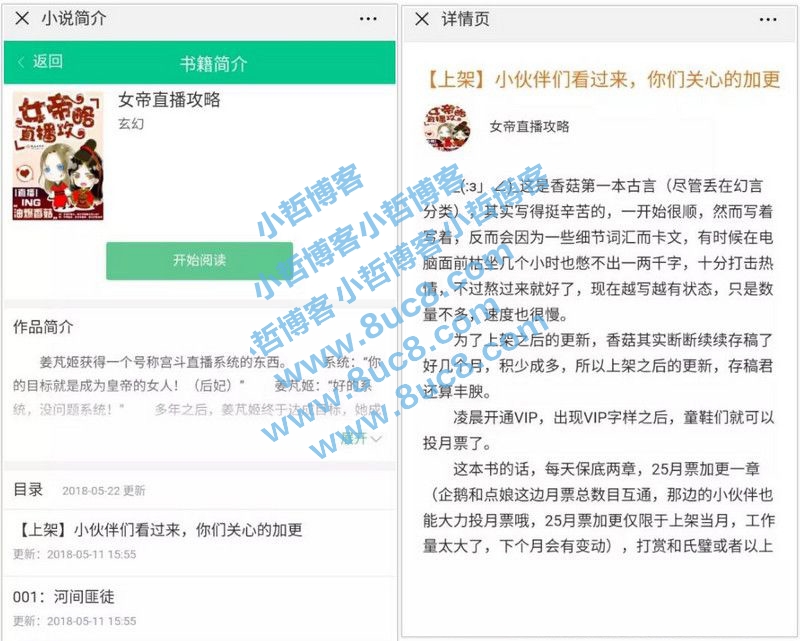 小说简介
返回
书籍简介
女帝直播攻略
玄幻
女帝
直播攻略
直播
ING
油爆香菇
开始阅读
作品简介
姜芃姬获得一个号称宫斗直播系统的东西。 系统：“你
的目标就是成为皇帝的女人！（后妃）” 姜芃姬：“好的系
统，没问题系统！” 多年之后，姜芃姬终于达成目标，她成
展开
目录 2018-05-22 更新
【上架】小伙伴们看过来，你们关心的加更
更新：2018-05-11 15:55
001：河间匪徒
更新：2018-05-11 15:55
详情页
【上架】小伙伴们看过来，你们关心的加更
女帝直播攻略
_(:з」∠)_这是香菇第一本古言（尽管丢在幻言
分类），其实写得挺辛苦的，一开始很顺，然而写着
写着，反而会因为一些细节词汇而卡文，有时候在电
脑面前枯坐几个小时也憋不出一两千字，十分打击热
情，不过熬过来就好了，现在越写越有状态，只是数
量不多，速度也很慢。
为了上架之后的更新，香菇其实断断续续存稿了
好几个月，积少成多，所以上架之后的更新，存稿君
还算丰腴。
凌晨开通VIP，出现VIP字样之后，童鞋们就可以
投月票了。
这本书的话，每天保底两章，25月票加更一章
（企鹅和点娘这边月票总数目互通，那边的小伙伴也
能大力投月票哦，25月票加更仅限于上架当月，工作
量太大了，下个月会有变动），打赏和氏璧或者以上
小哲博客小哲博客小哲博客
小哲博客小哲博客
哲博客www.8uc8.com
www.8uc8.com
www.8uc8.com